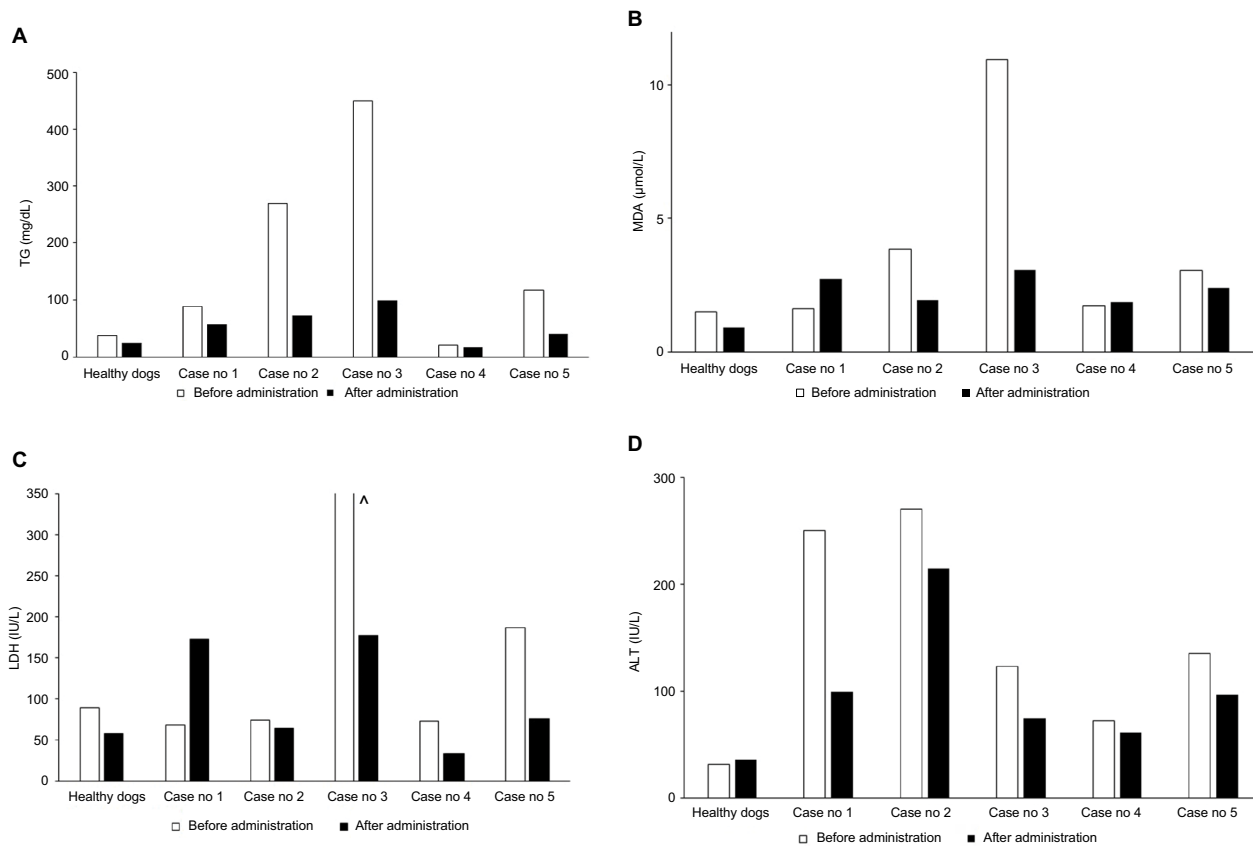 A
TG (mg/dL)
500
400
300
200
100
0
Healthy dogs Case no 1 Case no 2 Case no 3 Case no 4 Case no 5
Before administration After administration
B
MDA (µmol/L)
10
5
0
Healthy dogs Case no 1 Case no 2 Case no 3 Case no 4 Case no 5
Before administration After administration
C
LDH (IU/L)
350
300
250
200
150
100
50
0
^
Healthy dogs Case no 1 Case no 2 Case no 3 Case no 4 Case no 5
Before administration After administration
D
ALT (IU/L)
300
200
100
0
Healthy dogs Case no 1 Case no 2 Case no 3 Case no 4 Case no 5
Before administration After administration